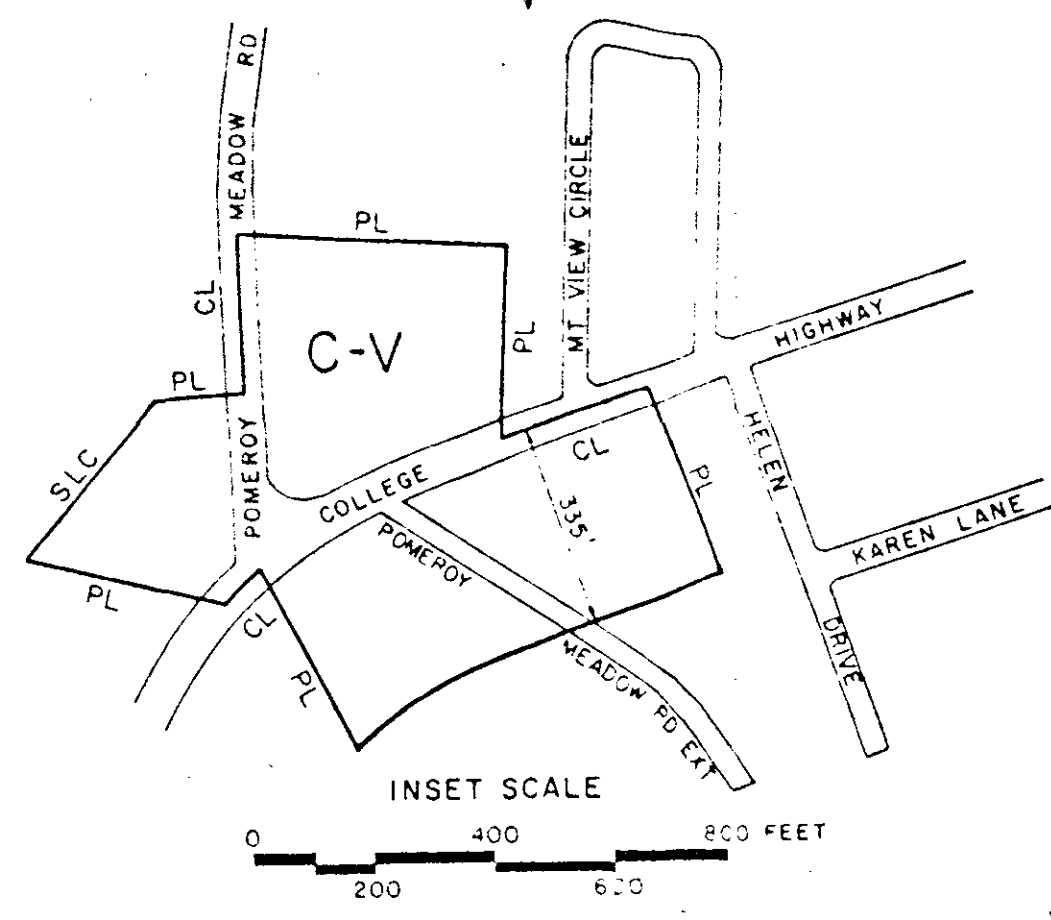 MEADOW RD
PL
CL
MT VIEW CIRCLE
PL
HIGHWAY
C-V
PL
SLC
POMEROY
COLLEGE
CL
PL
HELEN
335'
KAREN LANE
POMEROY
PL
CL
DRIVE
PL
MEADOW RD EXT
INSET SCALE
0 400 800 FEET
200 600